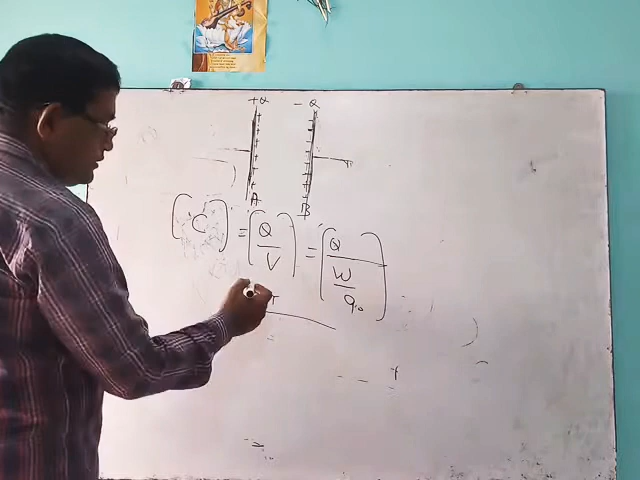 +Q - Q
A B
[C] = [Q/V] = [Q/(W/q₀)]